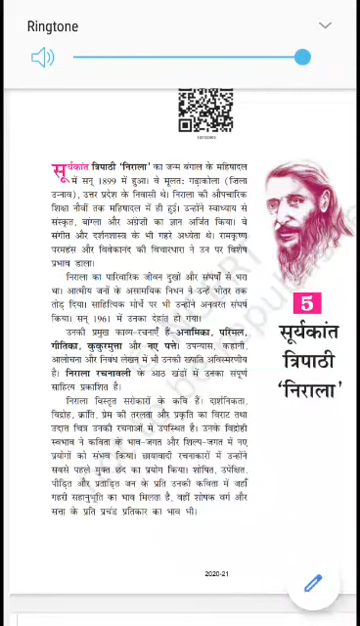 Ringtone
सूर्यकांत त्रिपाठी 'निराला' का जन्म बंगाल के महिषादल
में सन् 1899 में हुआ। वे मूलतः गढ़ाकोला (जिला
उन्नाव), उत्तर प्रदेश के निवासी थे। निराला की औपचारिक
शिक्षा नौवीं तक महिषादल में ही हुई। उन्होंने स्वाध्याय से
संस्कृत, बांग्ला और अंग्रेज़ी का ज्ञान अर्जित किया। वे
संगीत और दर्शनशास्त्र के भी गहरे अध्येता थे। रामकृष्ण
परमहंस और विवेकानंद की विचारधारा ने उन पर विशेष
प्रभाव डाला।
निराला का पारिवारिक जीवन दुखों और संघर्षों से भरा
था। आत्मीय जनों के असामयिक निधन ने उन्हें भीतर तक
तोड़ दिया। साहित्यिक मोर्चे पर भी उन्होंने अनवरत संघर्ष
किया। सन् 1961 में उनका देहांत हो गया।
उनकी प्रमुख काव्य-रचनाएँ हैं-अनामिका, परिमल,
गीतिका, कुकुरमुत्ता और नए पत्ते। उपन्यास, कहानी,
आलोचना और निबंध लेखन में भी उनकी ख्याति अविस्मरणीय
है। निराला रचनावली के आठ खंडों में उनका संपूर्ण
साहित्य प्रकाशित है।
निराला विस्तृत सरोकारों के कवि हैं। दार्शनिकता,
विद्रोह, क्रांति, प्रेम की तरलता और प्रकृति का विराट तथा
उदात्त चित्र उनकी रचनाओं में उपस्थित है। उनके विद्रोही
स्वभाव ने कविता के भाव-जगत और शिल्प-जगत में नए
प्रयोगों को संभव किया। छायावादी रचनाकारों में उन्होंने
सबसे पहले मुक्त छंद का प्रयोग किया। शोषित, उपेक्षित,
पीड़ित और प्रताड़ित जन के प्रति उनकी कविता में जहाँ
गहरी सहानुभूति का भाव मिलता है, वहीं शोषक वर्ग और
सत्ता के प्रति प्रचंड प्रतिकार का भाव भी।
5
सूर्यकांत
त्रिपाठी
'निराला'
2020-21